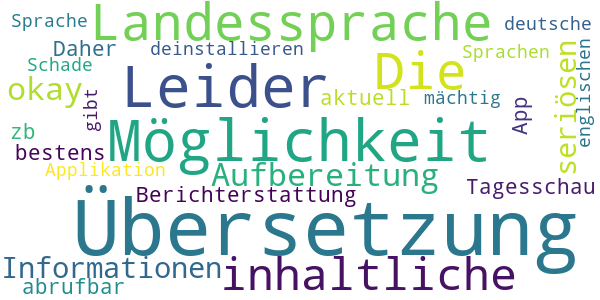 Sprache
Landessprache
deutsche
Daher
deinstallieren
Sprachen
Schade
Leider
Die
seriösen
englischen
okay
aktuell
mächtig
gibt
App
zb
Möglichkeit
bestens
Applikation
Aufbereitung
Berichterstattung
Tagesschau
Übersetzung
Informationen
inhaltliche
abrufbar